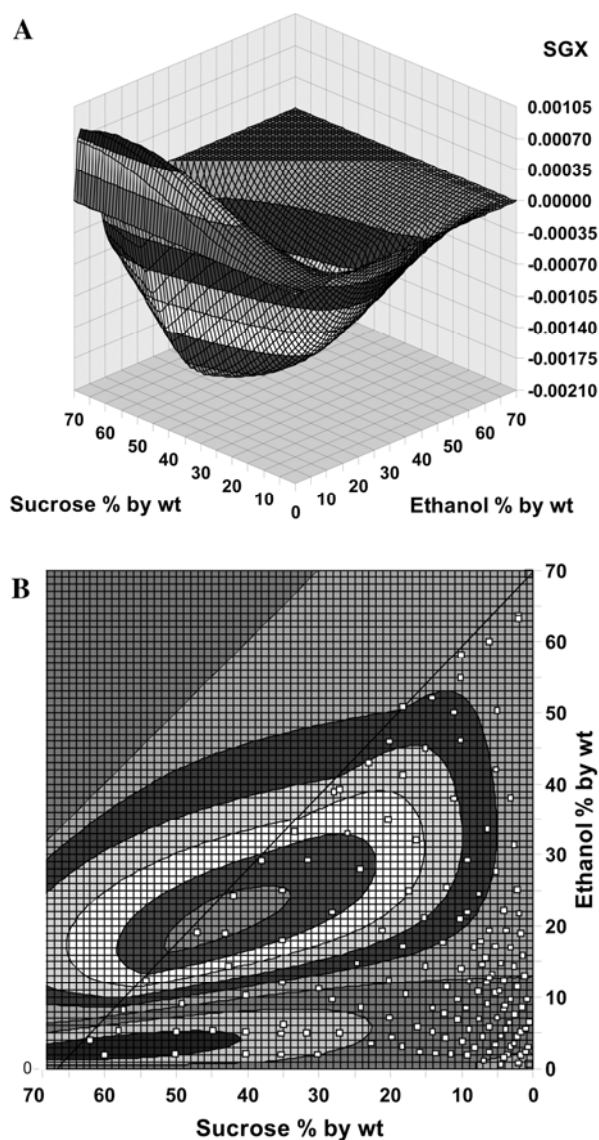 A
SGX
0.00105
0.00070
0.00035
0.00000
-0.00035
-0.00070
-0.00105
-0.00140
-0.00175
-0.00210
70 60 50 40 30 20 10 0
10 20 30 40 50 60 70
Sucrose % by wt
Ethanol % by wt
B
70
60
50
40
30
20
10
0
Ethanol % by wt
0
70 60 50 40 30 20 10 0
Sucrose % by wt